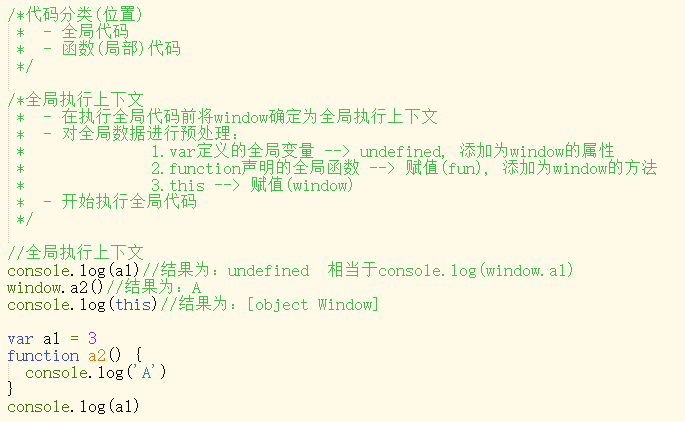 /*代码分类(位置)
 *  - 全局代码
 *  - 函数(局部)代码
 */
/*全局执行上下文
 *  - 在执行全局代码前将window确定为全局执行上下文
 *  - 对全局数据进行预处理：
 *            1.var定义的全局变量 --> undefined, 添加为window的属性
 *            2.function声明的全局函数 --> 赋值(fun), 添加为window的方法
 *            3.this --> 赋值(window)
 *  - 开始执行全局代码
 */
//全局执行上下文
console.log(a1)//结果为：undefined  相当于console.log(window.a1)
window.a2()//结果为：A
console.log(this)//结果为：[object Window]
var a1 = 3
function a2() {
  console.log('A')
}
console.log(a1)